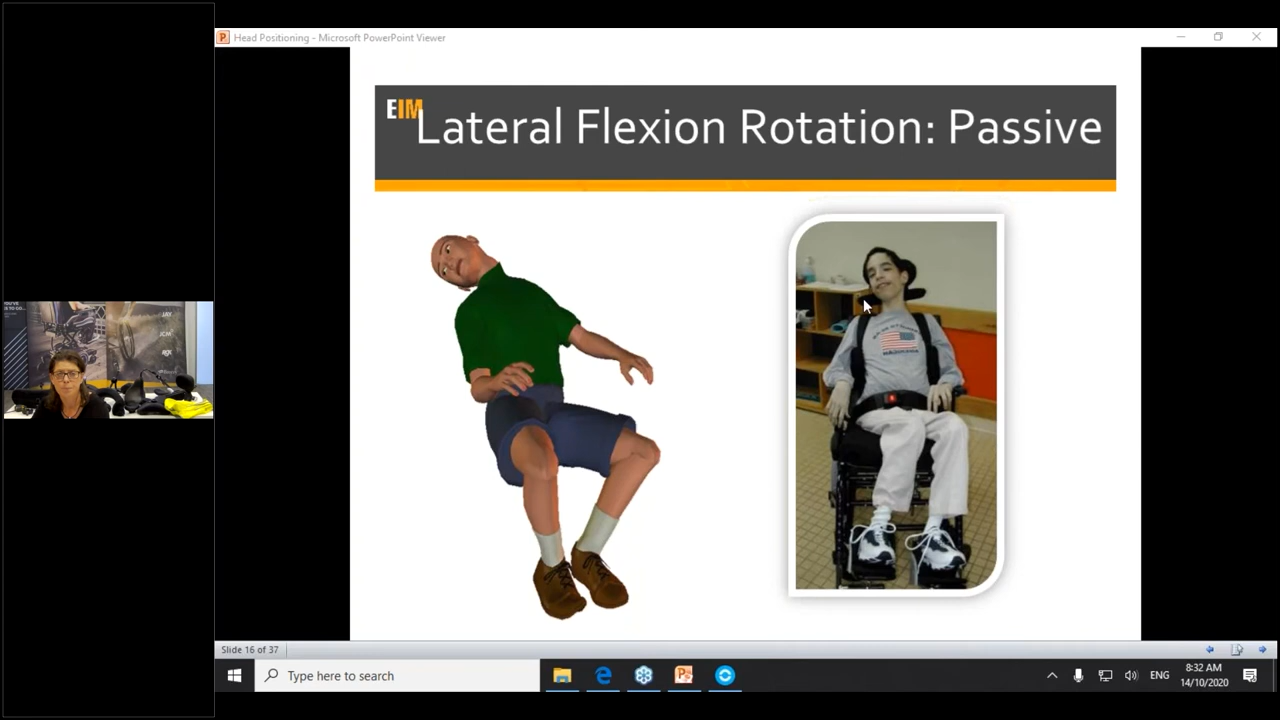 Head Positioning - Microsoft PowerPoint Viewer
EIM
Lateral Flexion Rotation: Passive
JAY
Slide 16 of 37
Type here to search
ENG
8:32 AM
14/10/2020